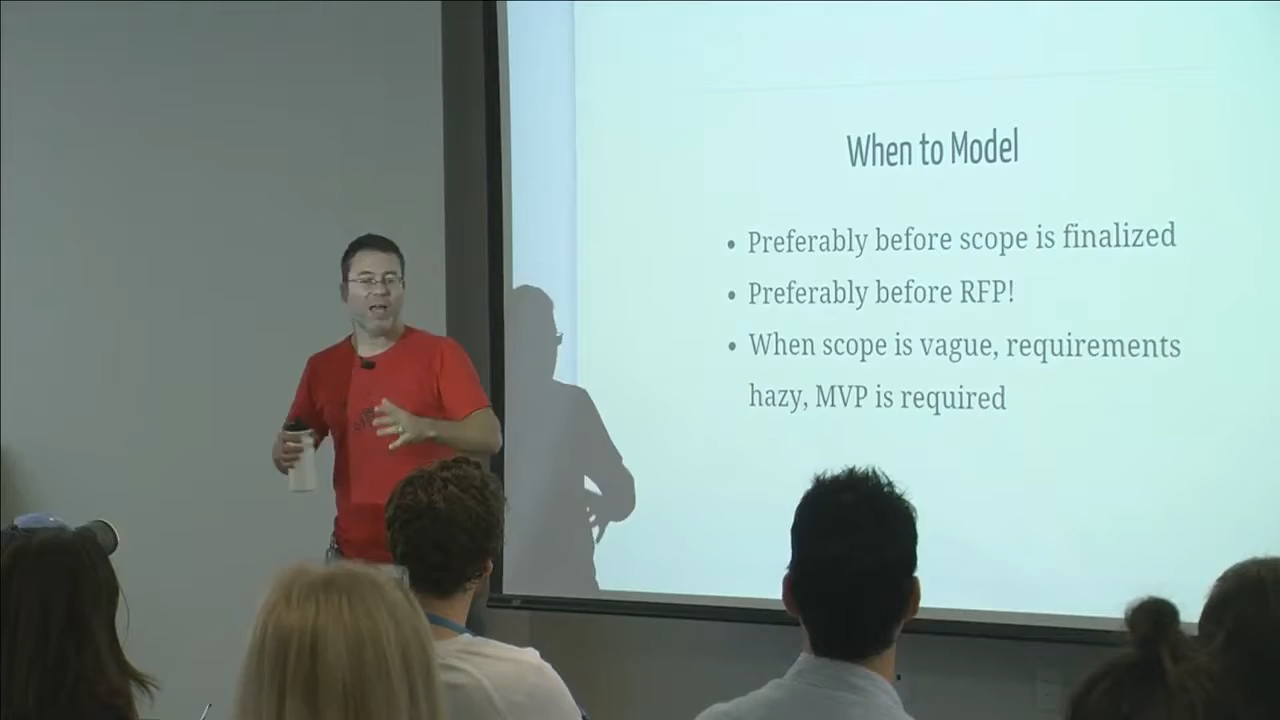 When to Model
• Preferably before scope is finalized
• Preferably before RFP!
• When scope is vague, requirements
hazy, MVP is required